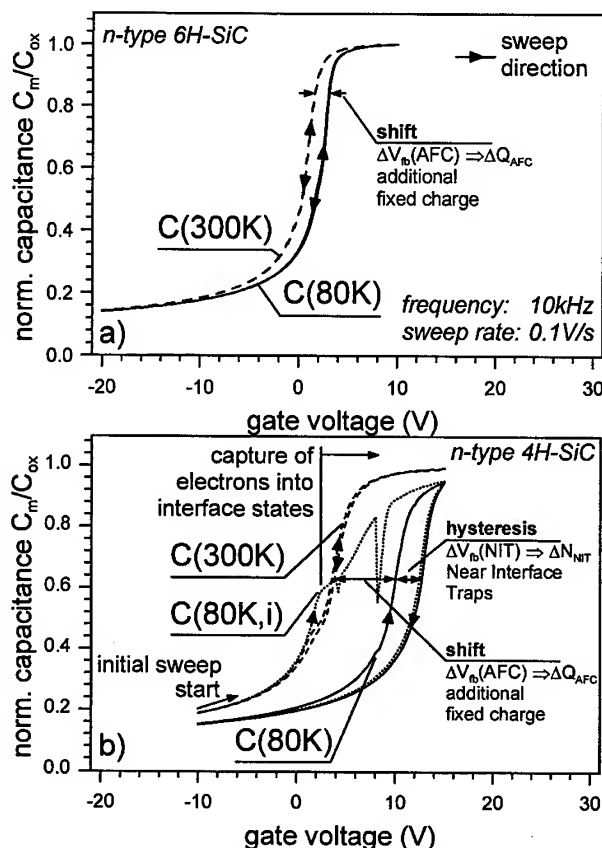 n-type 6H-SiC
sweep
direction
shift
ΔV_fb(AFC) ⇒ ΔQ_AFC
additional
fixed charge
C(300K)
C(80K)
frequency: 10kHz
sweep rate: 0.1V/s
a)
norm. capacitance C_m/C_ox
1.0
0.8
0.6
0.4
0.2
0.0
-20 -10 0 10
gate voltage (V)
n-type 4H-SiC
capture of
electrons into
interface states
C(300K)
hysteresis
ΔV_fb(NIT) ⇒ ΔN_NIT
Near Interface
Traps
C(80K,i)
initial sweep
start
shift
ΔV_fb(AFC) ⇒ ΔQ_AFC
additional
fixed charge
C(80K)
b)
norm. capacitance C_m/C_ox
1.0
0.8
0.6
0.4
0.2
0.0
-20 -10 0 10 20
gate voltage (V)